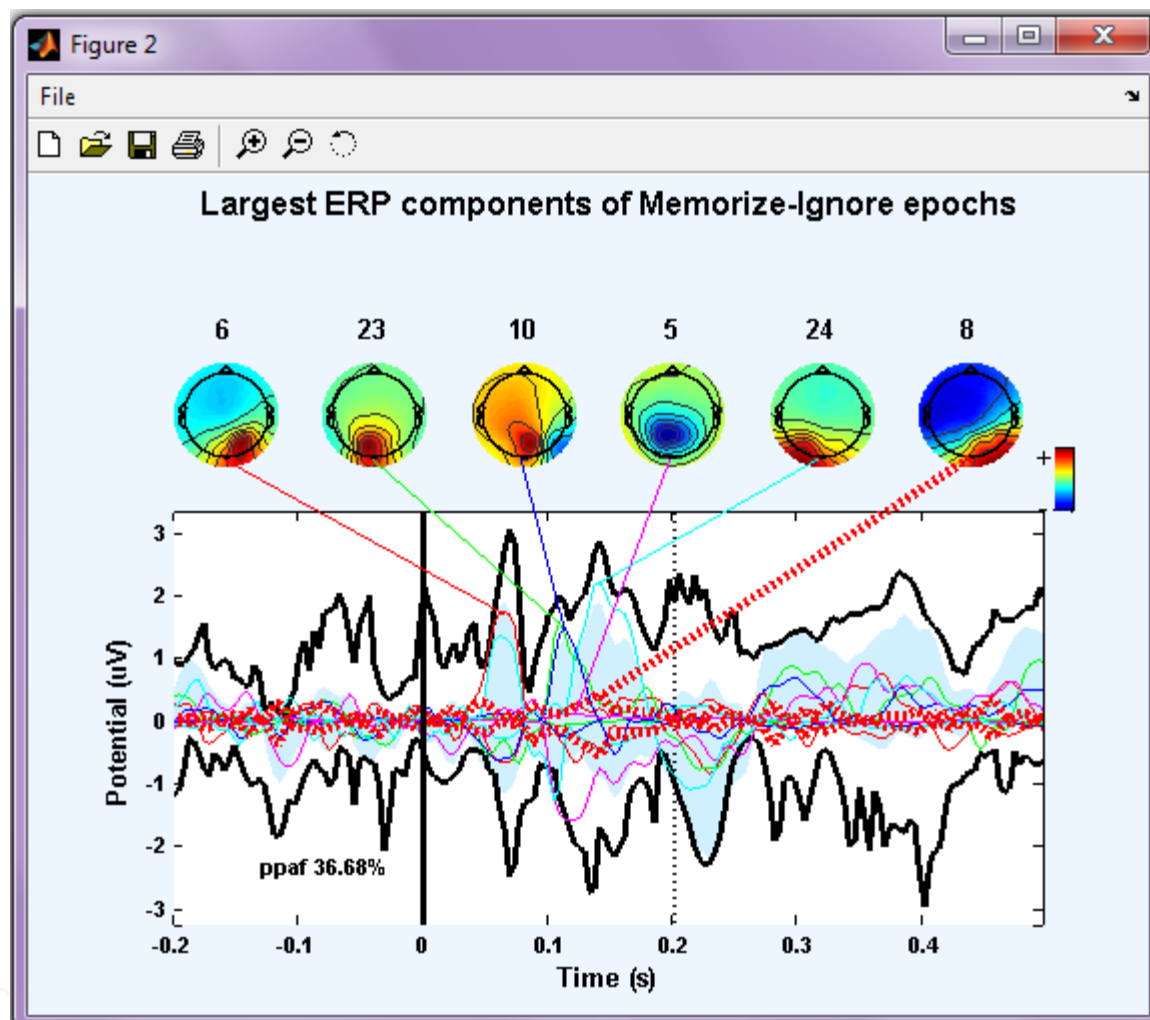 Figure 2
File
Largest ERP components of Memorize-Ignore epochs
6 23 10 5 24 8
+
-
3
2
1
0
-1
-2
-3
Potential (uV)
ppaf 36.68%
-0.2 -0.1 0 0.1 0.2 0.3 0.4
Time (s)